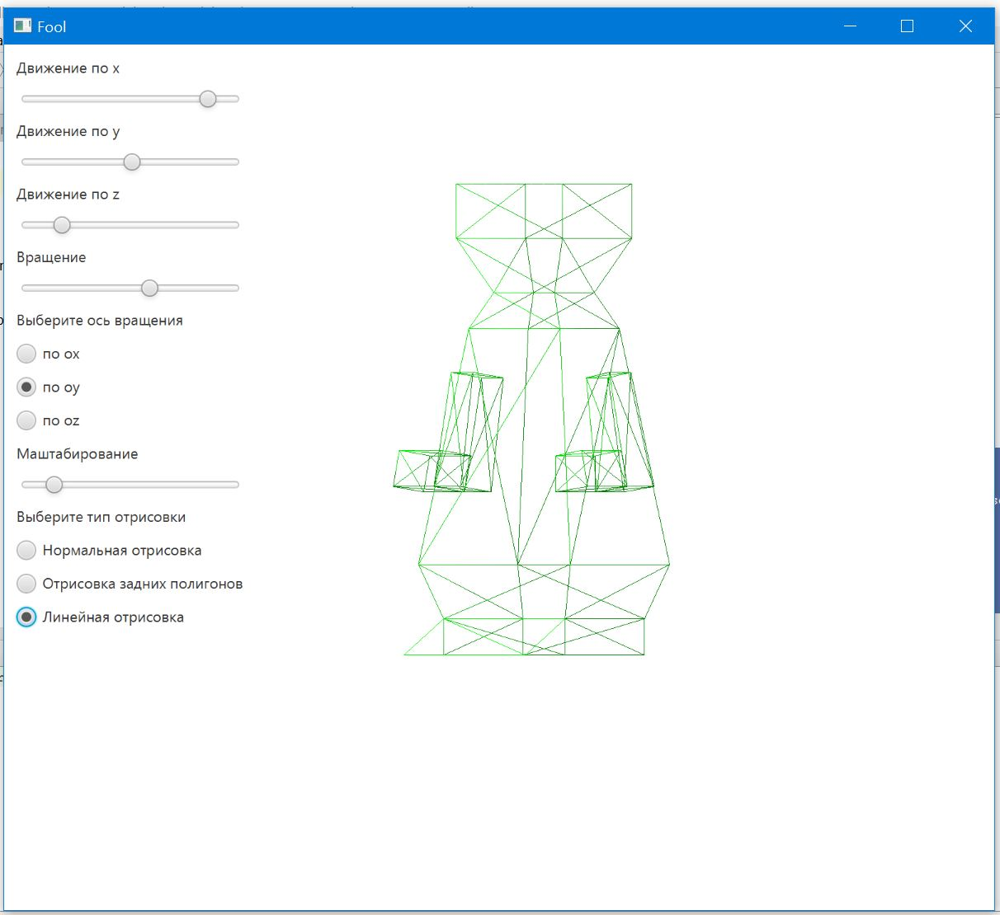 Fool
Движение по x
Движение по y
Движение по z
Вращение
Выберите ось вращения
по ox
по oy
по oz
Маштабирование
Выберите тип отрисовки
Нормальная отрисовка
Отрисовка задних полигонов
Линейная отрисовка